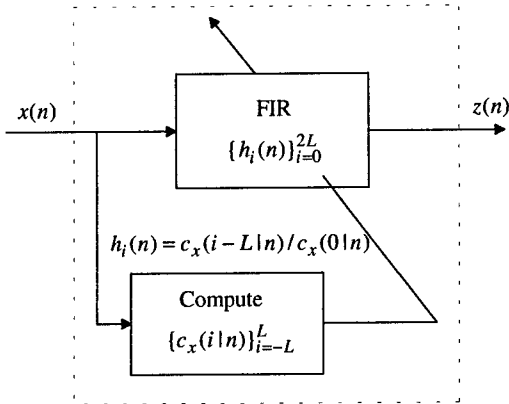 x(n)
z(n)
FIR
{h_i(n)}_{i=0}^{2L}
h_i(n) = c_x(i-L|n)/c_x(0|n)
Compute
{c_x(i|n)}_{i=-L}^{L}